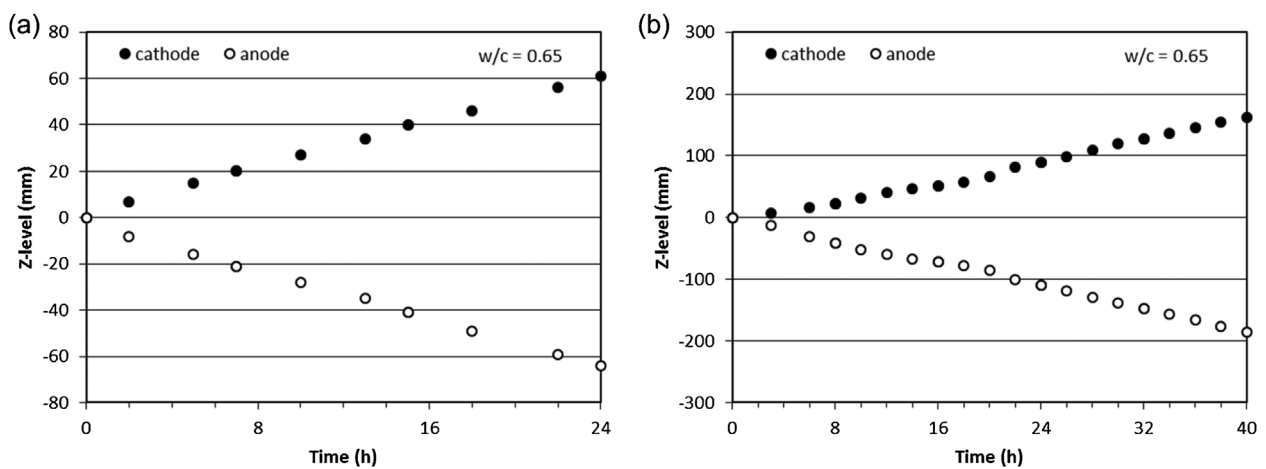 (a)
80
60
40
20
0
-20
-40
-60
-80
Z-level (mm)
cathode anode w/c = 0.65
0 8 16 24
Time (h)
(b)
300
200
100
0
-100
-200
-300
Z-level (mm)
cathode anode w/c = 0.65
0 8 16 24 32 40
Time (h)